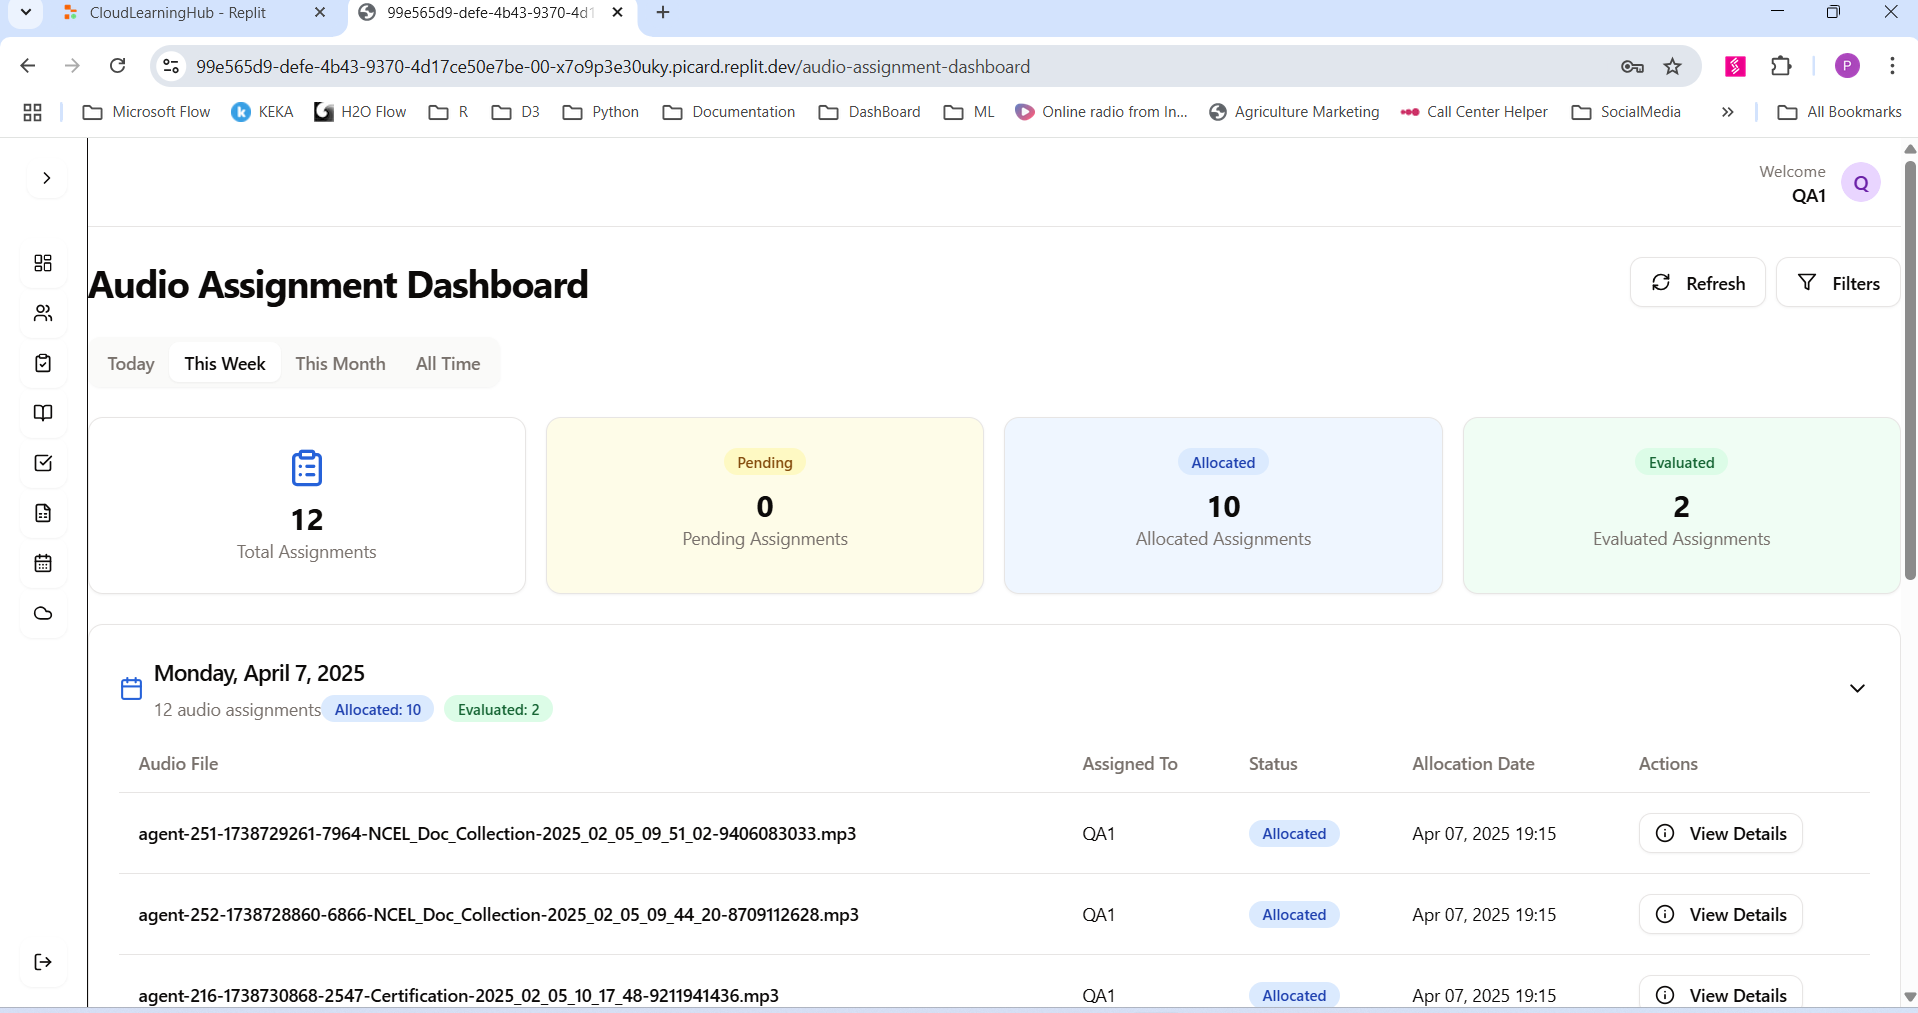 CloudLearningHub - Replit
99e565d9-defe-4b43-9370-4d1
99e565d9-defe-4b43-9370-4d17ce50e7be-00-x7o9p3e30uky.picard.replit.dev/audio-assignment-dashboard
P
Microsoft Flow KEKA H2O Flow R D3 Python Documentation DashBoard ML Online radio from In... Agriculture Marketing Call Center Helper SocialMedia » All Bookmarks
Welcome
QA1
Q
Audio Assignment Dashboard
Refresh
Filters
Today This Week This Month All Time
12
Total Assignments
Pending
0
Pending Assignments
Allocated
10
Allocated Assignments
Evaluated
2
Evaluated Assignments
Monday, April 7, 2025
12 audio assignments Allocated: 10 Evaluated: 2
Audio File Assigned To Status Allocation Date Actions
agent-251-1738729261-7964-NCEL_Doc_Collection-2025_02_05_09_51_02-9406083033.mp3 QA1 Allocated Apr 07, 2025 19:15 View Details
agent-252-1738728860-6866-NCEL_Doc_Collection-2025_02_05_09_44_20-8709112628.mp3 QA1 Allocated Apr 07, 2025 19:15 View Details
agent-216-1738730868-2547-Certification-2025_02_05_10_17_48-9211941436.mp3 QA1 Allocated Apr 07, 2025 19:15 View Details